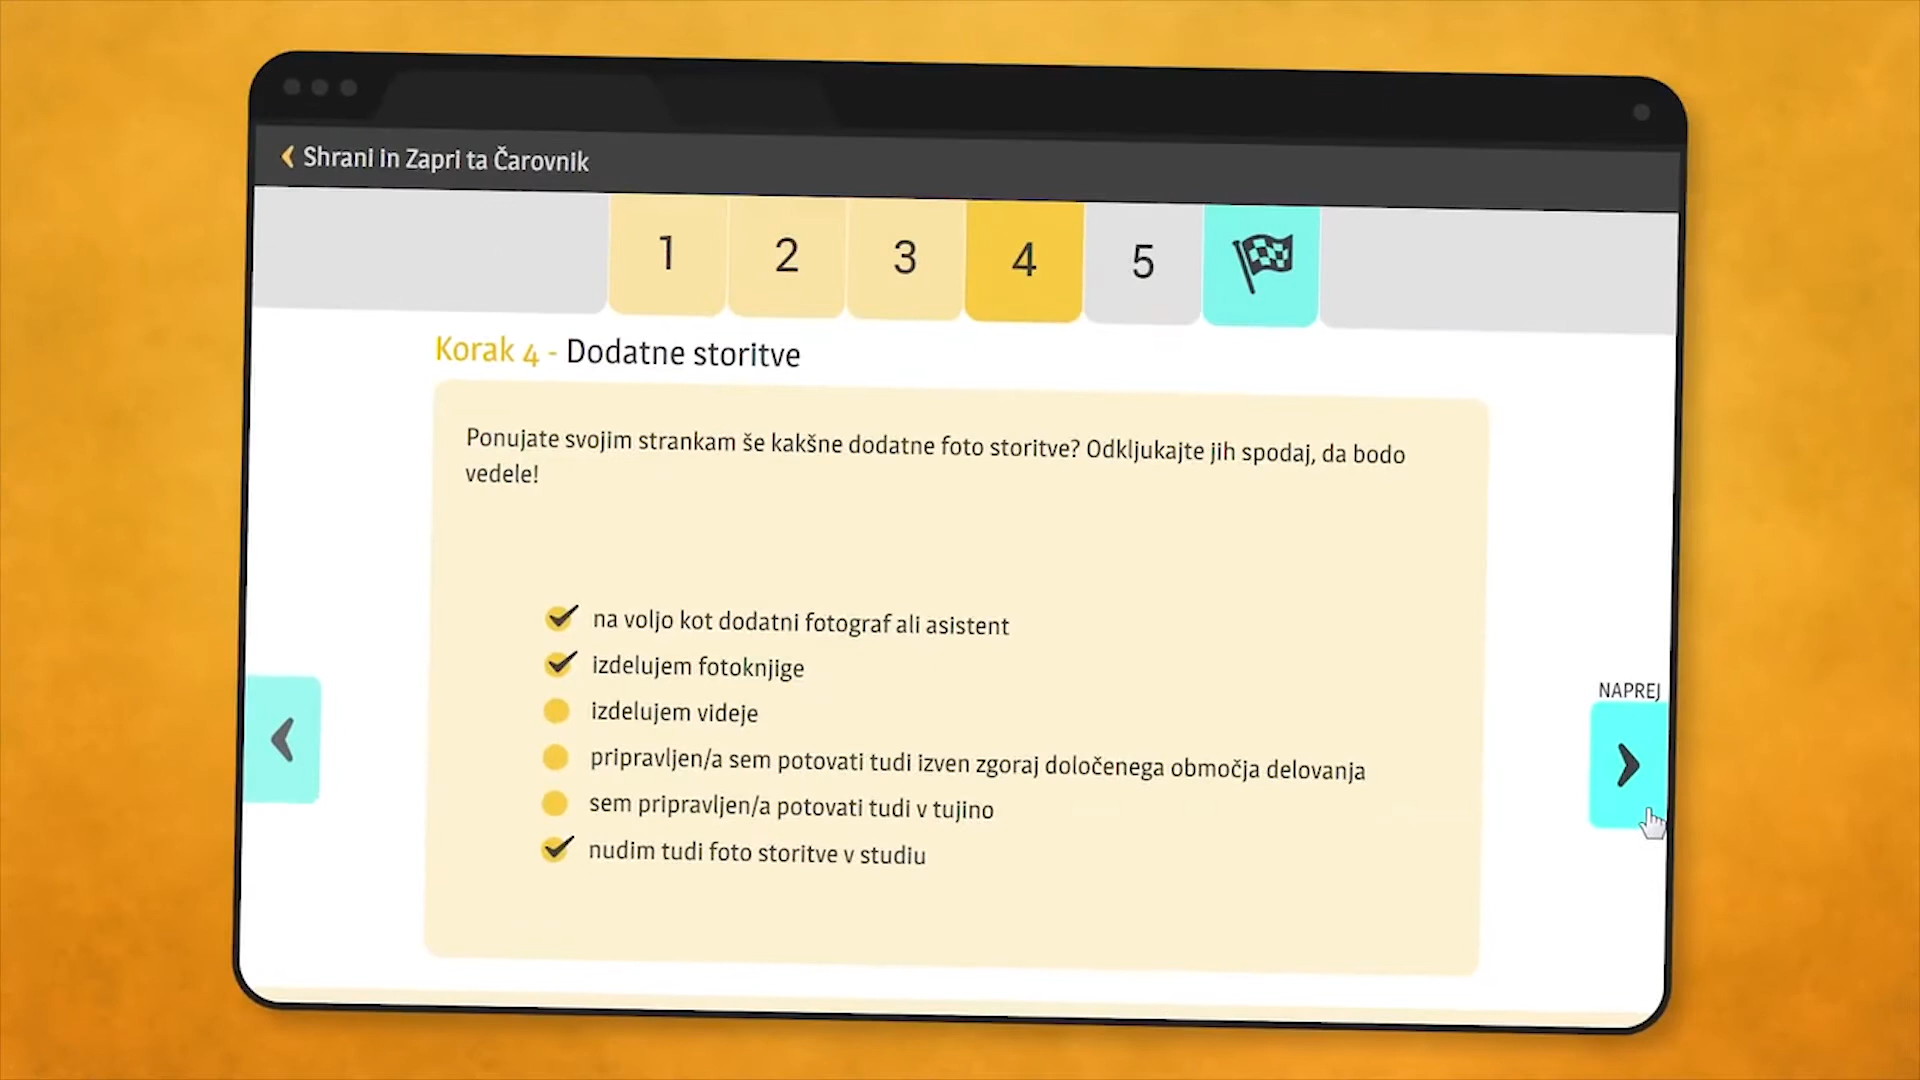 Shrani in Zapri ta Čarovnik
1 2 3 4 5
Korak 4 - Dodatne storitve
Ponujate svojim strankam še kakšne dodatne foto storitve? Odkljukajte jih spodaj, da bodo
vedele!
na voljo kot dodatni fotograf ali asistent
izdelujem fotoknjige
izdelujem videje
pripravljen/a sem potovati tudi izven zgoraj določenega območja delovanja
sem pripravljen/a potovati tudi v tujino
nudim tudi foto storitve v studiu
NAPREJ